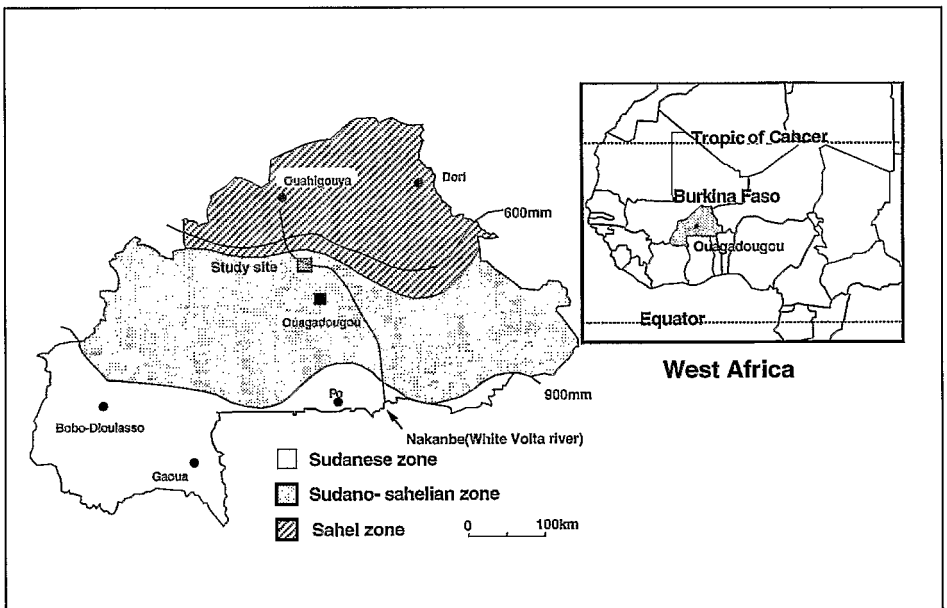 Ouahigouya
Dori
600mm
Study site
Ouagadougou
900mm
Po
Bobo-Dioulasso
Nakanbe(White Volta river)
Gaoua
Sudanese zone
Sudano- sahelian zone
Sahel zone
0 100km
Tropic of Cancer
Burkina Faso
Ouagadougou
Equator
West Africa